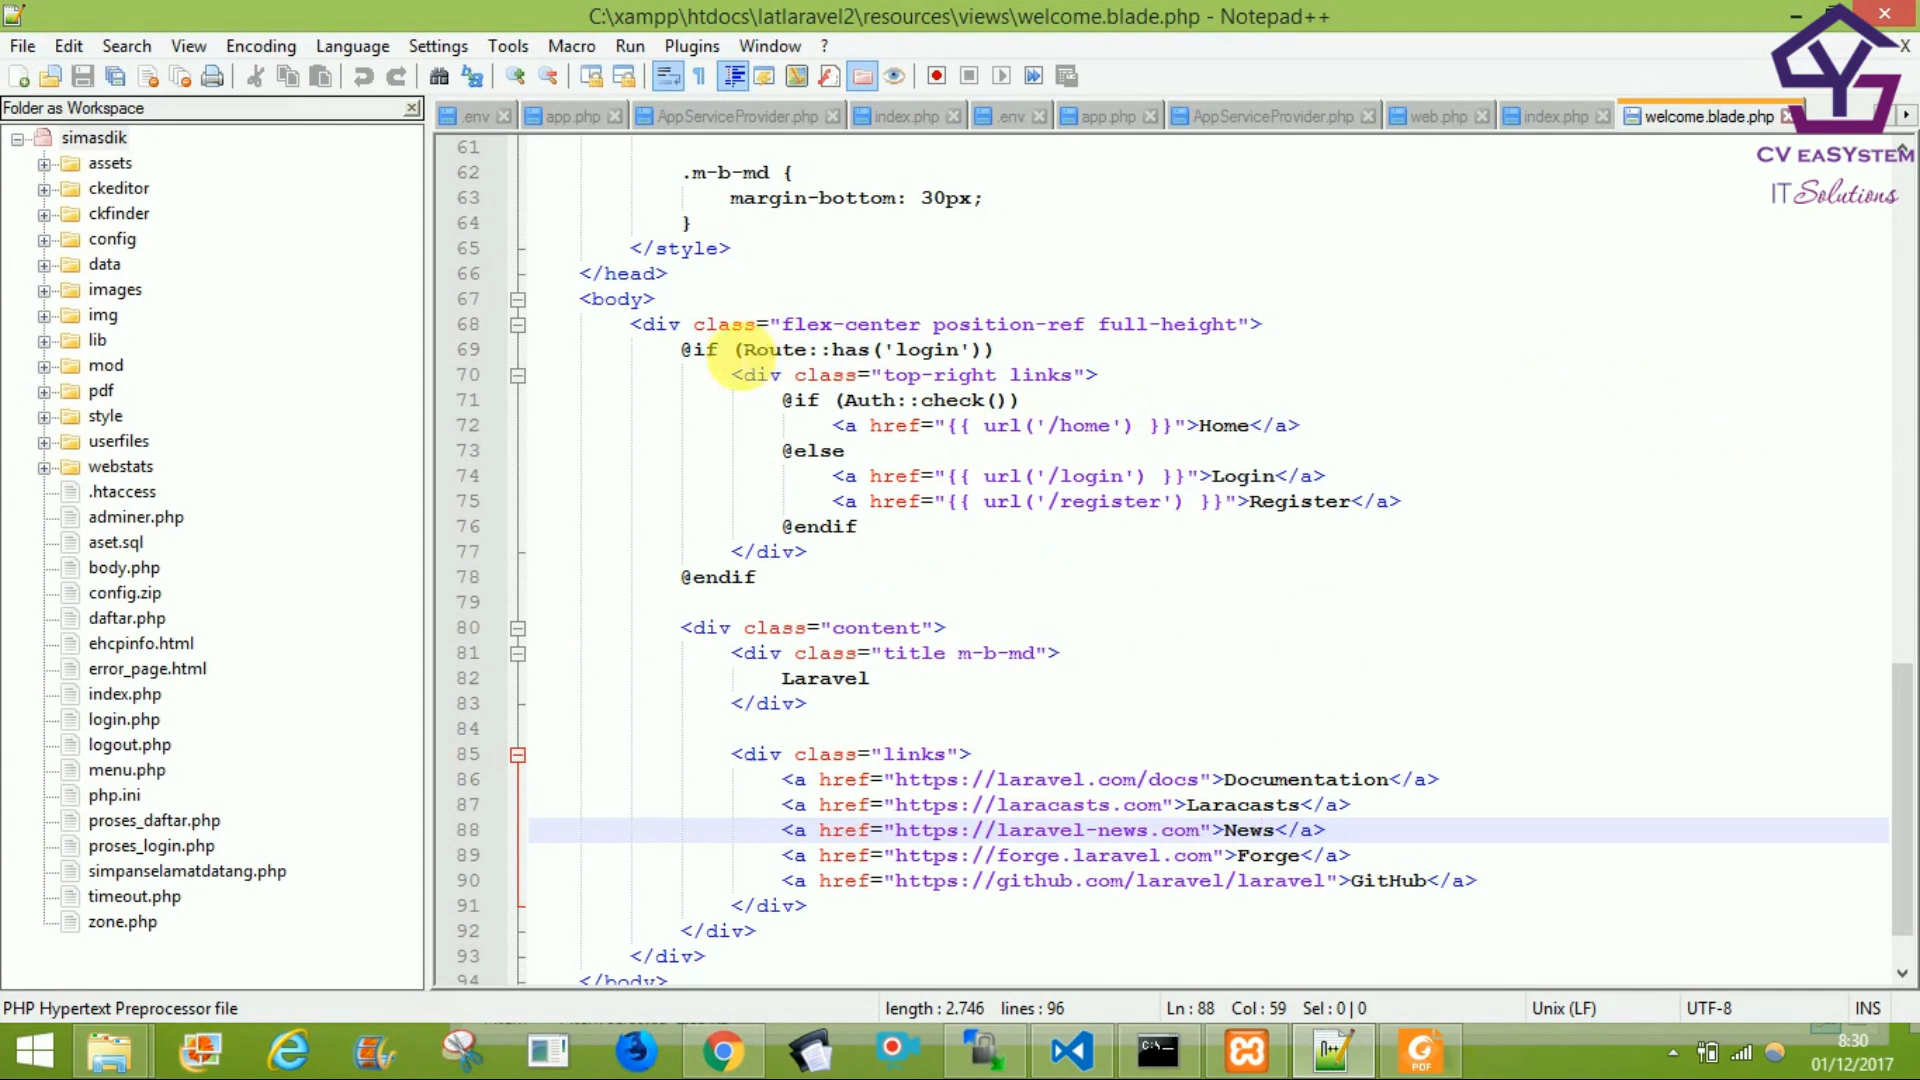 C:\xampp\htdocs\latlaravel2\resources\views\welcome.blade.php - Notepad++
File Edit Search View Encoding Language Settings Tools Macro Run Plugins Window ? X
Folder as Workspace
.env app.php AppServiceProvider.php index.php .env app.php AppServiceProvider.php web.php index.php welcome.blade.php
CV eaSYstEM
IT Solutions
simasdik
assets
ckeditor
ckfinder
config
data
images
img
lib
mod
pdf
style
userfiles
webstats
.htaccess
adminer.php
aset.sql
body.php
config.zip
daftar.php
ehcpinfo.html
error_page.html
index.php
login.php
logout.php
menu.php
php.ini
proses_daftar.php
proses_login.php
simpanselamatdatang.php
timeout.php
zone.php
61
62 .m-b-md {
63 margin-bottom: 30px;
64 }
65 </style>
66 </head>
67 <body>
68 <div class="flex-center position-ref full-height">
69 @if (Route::has('login'))
70 <div class="top-right links">
71 @if (Auth::check())
72 <a href="{{ url('/home') }}">Home</a>
73 @else
74 <a href="{{ url('/login') }}">Login</a>
75 <a href="{{ url('/register') }}">Register</a>
76 @endif
77 </div>
78 @endif
79
80 <div class="content">
81 <div class="title m-b-md">
82 Laravel
83 </div>
84
85 <div class="links">
86 <a href="https://laravel.com/docs">Documentation</a>
87 <a href="https://laracasts.com">Laracasts</a>
88 <a href="https://laravel-news.com">News</a>
89 <a href="https://forge.laravel.com">Forge</a>
90 <a href="https://github.com/laravel/laravel">GitHub</a>
91 </div>
92 </div>
93 </div>
94 </body>
PHP Hypertext Preprocessor file length : 2.746 lines : 96 Ln : 88 Col : 59 Sel : 0 | 0 Unix (LF) UTF-8 INS
PDF
8:30
01/12/2017